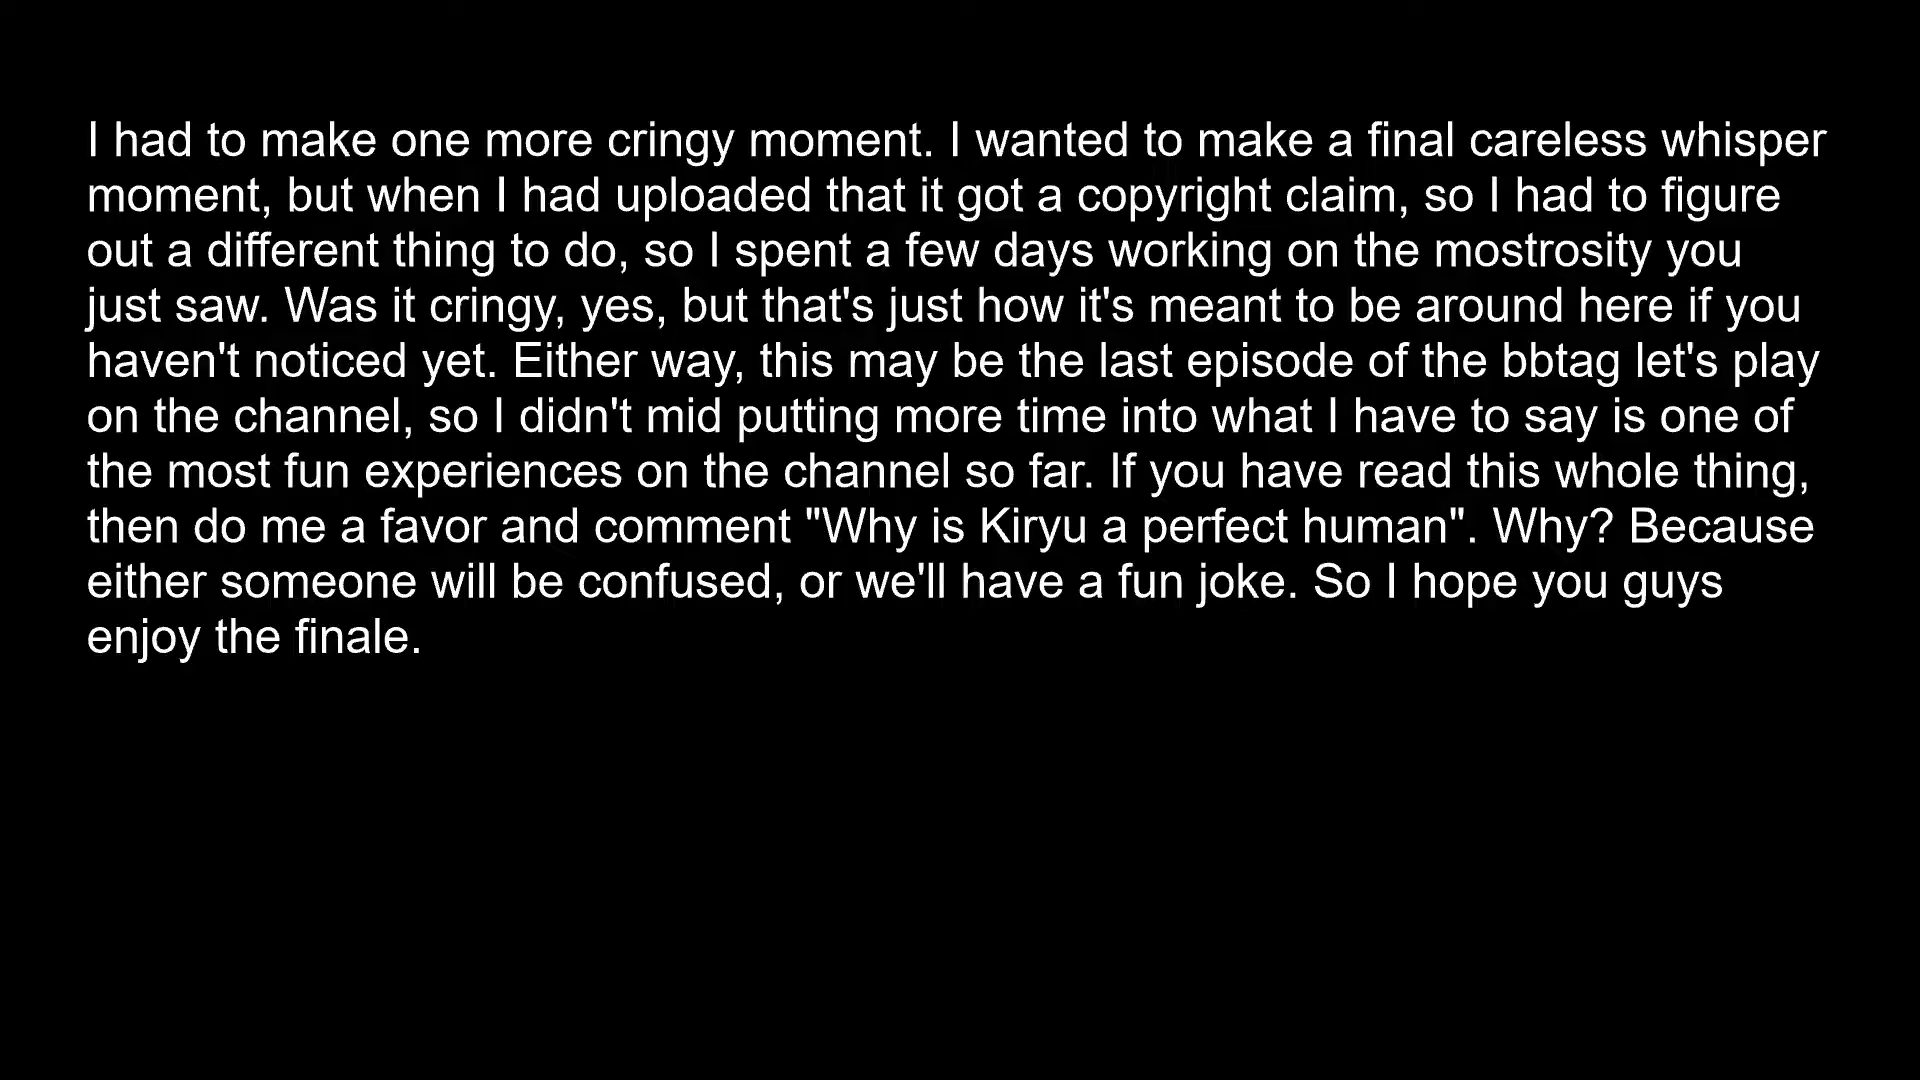 I had to make one more cringy moment. I wanted to make a final careless whisper
moment, but when I had uploaded that it got a copyright claim, so I had to figure
out a different thing to do, so I spent a few days working on the mostrosity you
just saw. Was it cringy, yes, but that's just how it's meant to be around here if you
haven't noticed yet. Either way, this may be the last episode of the bbtag let's play
on the channel, so I didn't mid putting more time into what I have to say is one of
the most fun experiences on the channel so far. If you have read this whole thing,
then do me a favor and comment "Why is Kiryu a perfect human". Why? Because
either someone will be confused, or we'll have a fun joke. So I hope you guys
enjoy the finale.